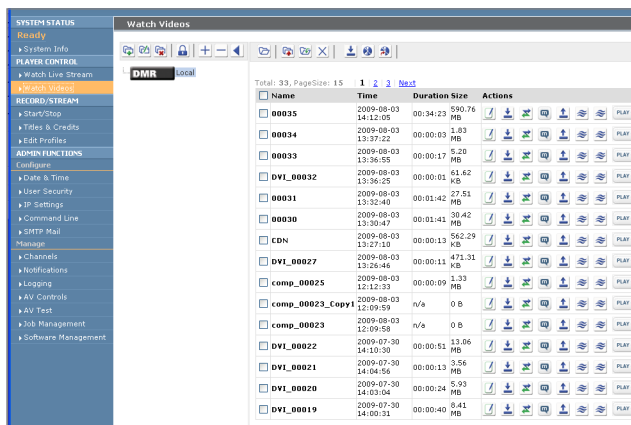 SYSTEM STATUS
Ready
System Info
PLAYER CONTROL
Watch Live Stream
Watch Videos
RECORD/STREAM
Start/Stop
Titles & Credits
Edit Profiles
ADMIN FUNCTIONS
Configure
Date & Time
User Security
IP Settings
Command Line
SMTP Mail
Manage
Channels
Notifications
Logging
AV Controls
AV Test
Job Management
Software Management
Watch Videos
DMR Local
Total: 33, PageSize: 15 1 2 3 Next
Name Time Duration Size Actions
00035 2009-08-03 14:12:05 00:34:23 590.76 MB PLAY
00034 2009-08-03 13:37:22 00:00:03 1.83 MB PLAY
00033 2009-08-03 13:36:55 00:00:17 5.20 MB PLAY
DVI_00032 2009-08-03 13:36:25 00:00:01 61.62 KB PLAY
00031 2009-08-03 13:32:40 00:01:42 27.51 MB PLAY
00030 2009-08-03 13:30:47 00:01:41 30.42 MB PLAY
CDN 2009-08-03 13:27:10 00:00:13 562.29 KB PLAY
DVI_00027 2009-08-03 13:26:46 00:00:11 471.31 KB PLAY
comp_00025 2009-08-03 12:12:33 00:00:09 1.33 MB PLAY
comp_00023_Copy1 2009-08-03 12:09:59 n/a 0 B PLAY
comp_00023 2009-08-03 12:09:58 n/a 0 B PLAY
DVI_00022 2009-07-30 14:10:30 00:00:51 13.06 MB PLAY
DVI_00021 2009-07-30 14:04:56 00:00:13 3.56 MB PLAY
DVI_00020 2009-07-30 14:03:04 00:00:24 5.93 MB PLAY
DVI_00019 2009-07-30 14:00:31 00:00:40 8.41 MB PLAY